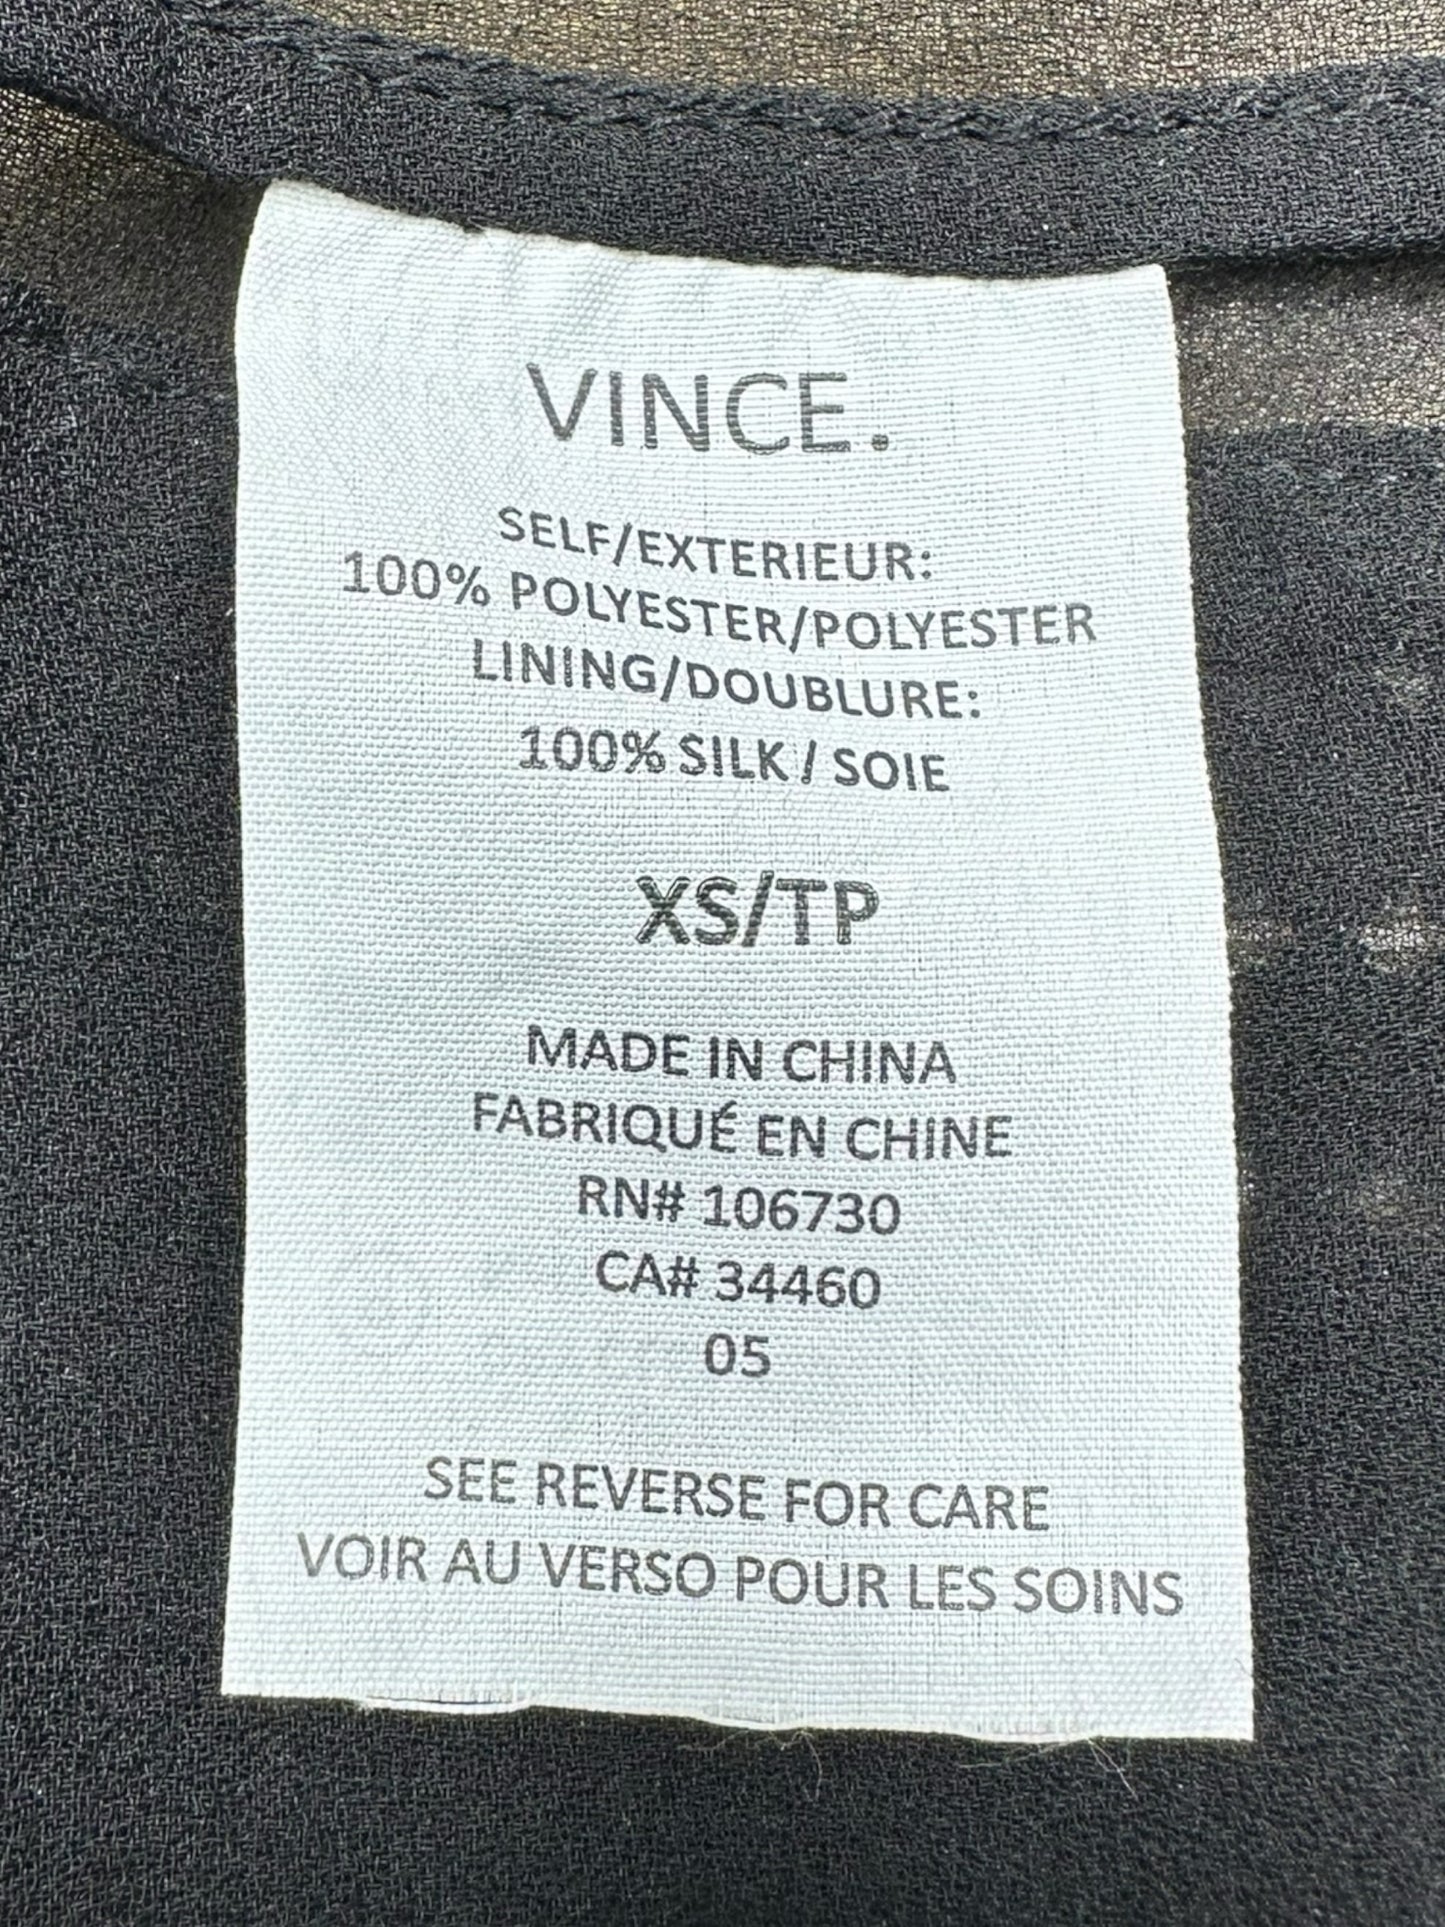 VINCE.
SELF/EXTERIEUR:
100% POLYESTER/POLYESTER
LINING/DOUBLURE:
100% SILK / SOIE
XS/TP
MADE IN CHINA
FABRIQUÉ EN CHINE
RN# 106730
CA# 34460
05
SEE REVERSE FOR CARE
VOIR AU VERSO POUR LES SOINS